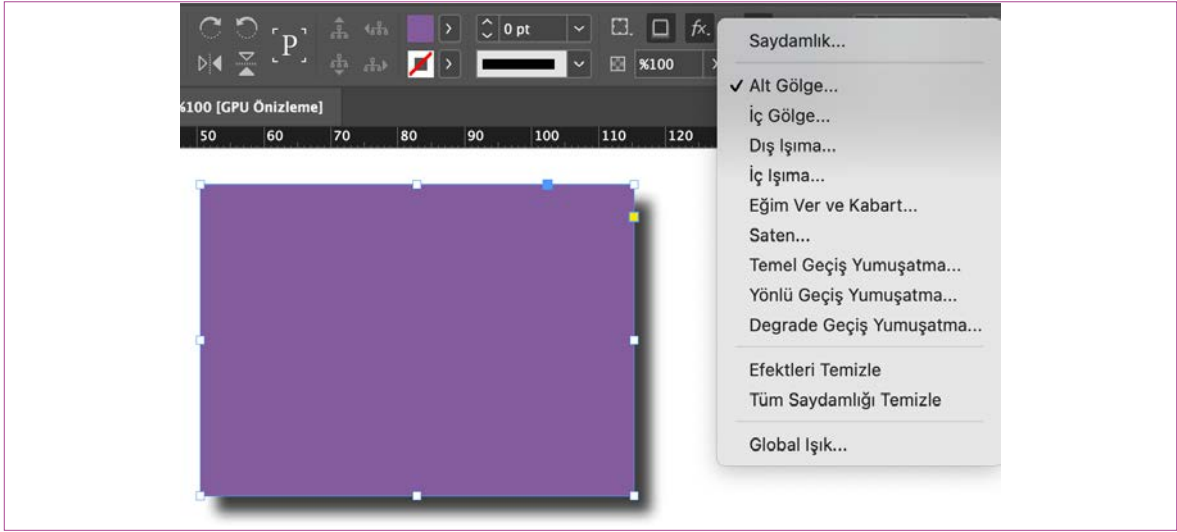 P
0 pt
fx.
%100
%100 [GPU Önizleme]
50 60 70 80 90 100 110 120
Saydamlık...
✓ Alt Gölge...
İç Gölge...
Dış Işıma...
İç Işıma...
Eğim Ver ve Kabart...
Saten...
Temel Geçiş Yumuşatma...
Yönlü Geçiş Yumuşatma...
Degrade Geçiş Yumuşatma...
Efektleri Temizle
Tüm Saydamlığı Temizle
Global Işık...